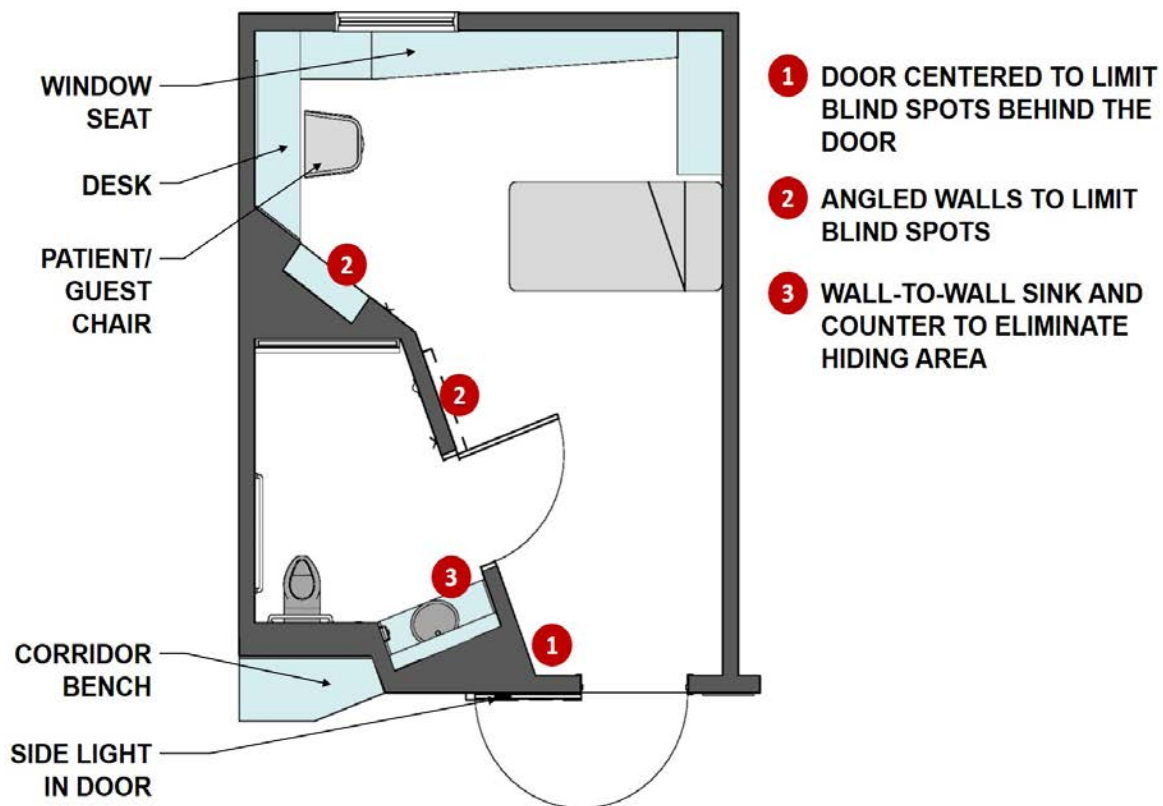 WINDOW
SEAT
DESK
PATIENT/
GUEST
CHAIR
CORRIDOR
BENCH
SIDE LIGHT
IN DOOR
2
2
3
1
1 DOOR CENTERED TO LIMIT
BLIND SPOTS BEHIND THE
DOOR
2 ANGLED WALLS TO LIMIT
BLIND SPOTS
3 WALL-TO-WALL SINK AND
COUNTER TO ELIMINATE
HIDING AREA